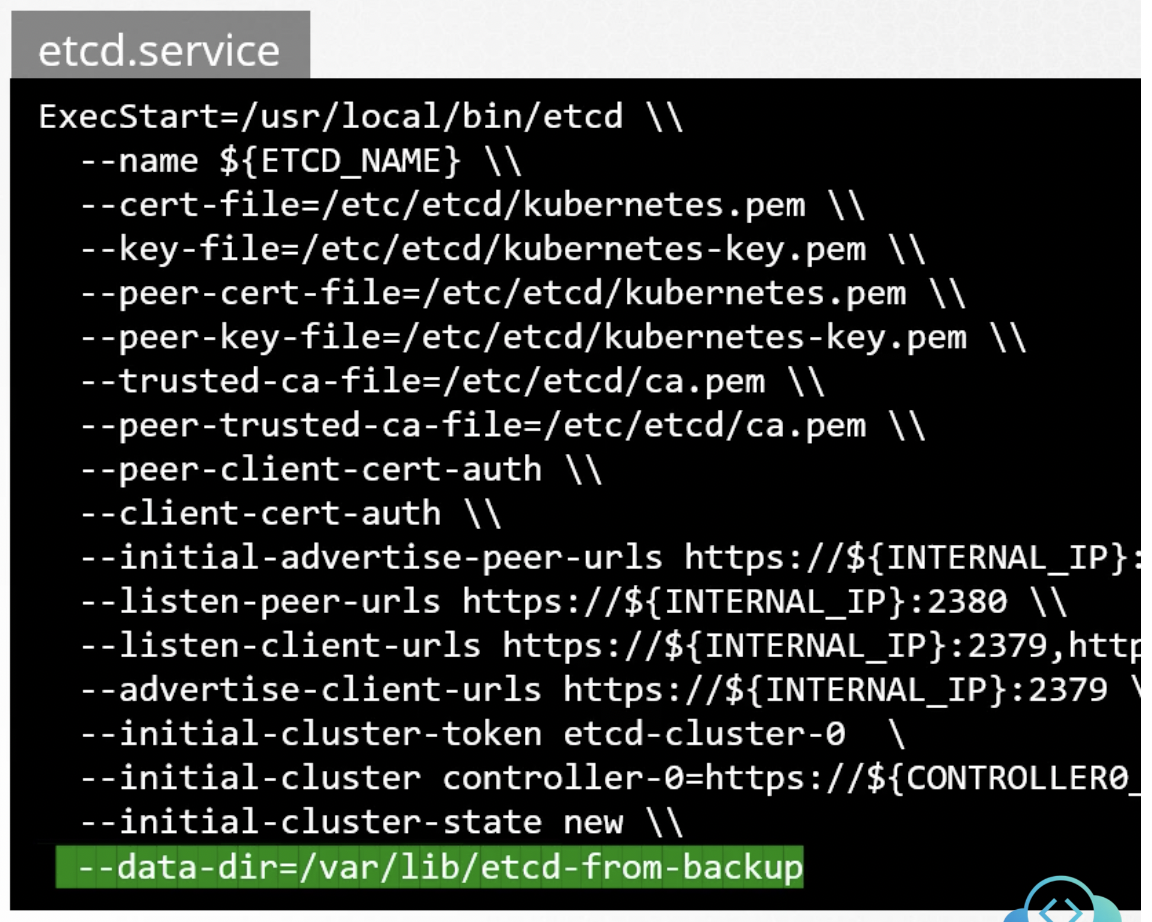 etcd.service
ExecStart=/usr/local/bin/etcd \\
--name ${ETCD_NAME} \\
--cert-file=/etc/etcd/kubernetes.pem \\
--key-file=/etc/etcd/kubernetes-key.pem \\
--peer-cert-file=/etc/etcd/kubernetes.pem \\
--peer-key-file=/etc/etcd/kubernetes-key.pem \\
--trusted-ca-file=/etc/etcd/ca.pem \\
--peer-trusted-ca-file=/etc/etcd/ca.pem \\
--peer-client-cert-auth \\
--client-cert-auth \\
--initial-advertise-peer-urls https://${INTERNAL_IP}:
--listen-peer-urls https://${INTERNAL_IP}:2380 \\
--listen-client-urls https://${INTERNAL_IP}:2379,http
--advertise-client-urls https://${INTERNAL_IP}:2379 \
--initial-cluster-token etcd-cluster-0 \
--initial-cluster controller-0=https://${CONTROLLER0_
--initial-cluster-state new \\
--data-dir=/var/lib/etcd-from-backup